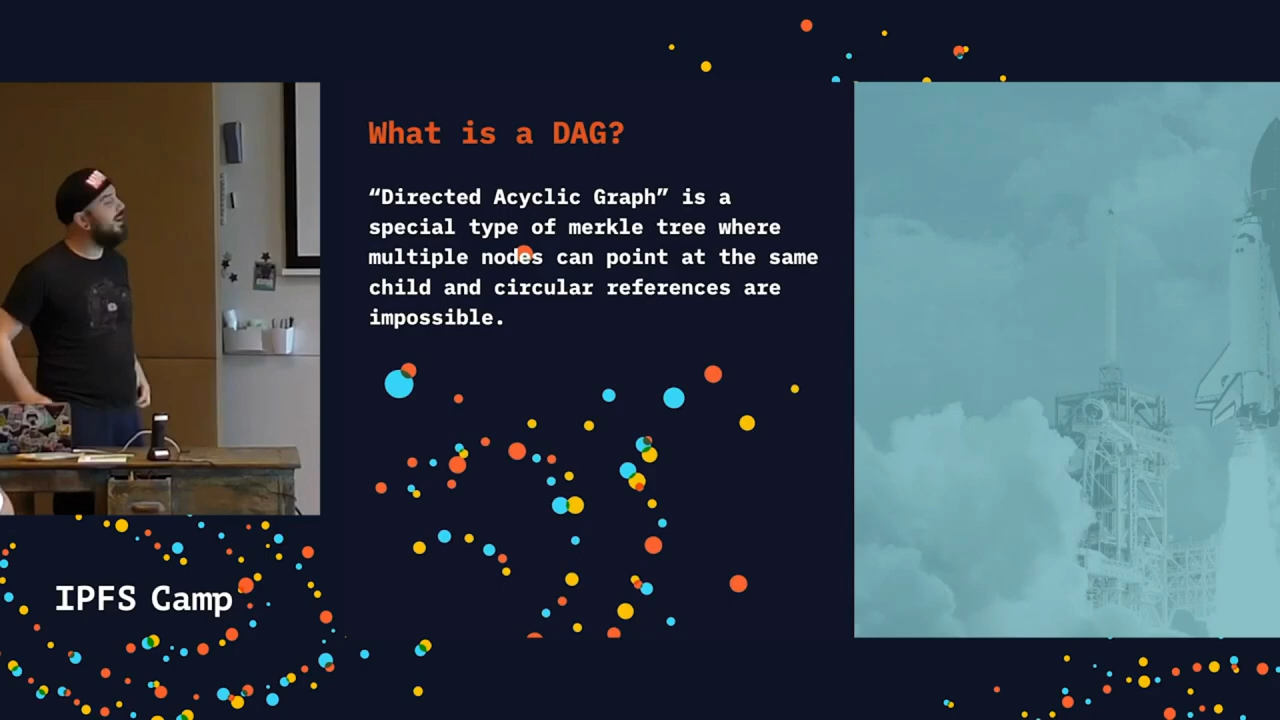 What is a DAG?
“Directed Acyclic Graph” is a
special type of merkle tree where
multiple nodes can point at the same
child and circular references are
impossible.
IPFS Camp